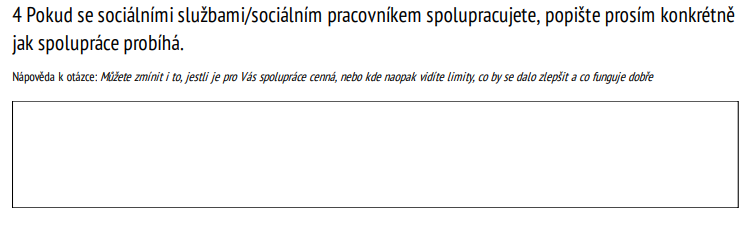 4 Pokud se sociálními službami/sociálním pracovníkem spolupracujete, popište prosím konkrétně
jak spolupráce probíhá.
Nápověda k otázce: Můžete zmínit i to, jestli je pro Vás spolupráce cenná, nebo kde naopak vidíte limity, co by se dalo zlepšit a co funguje dobře